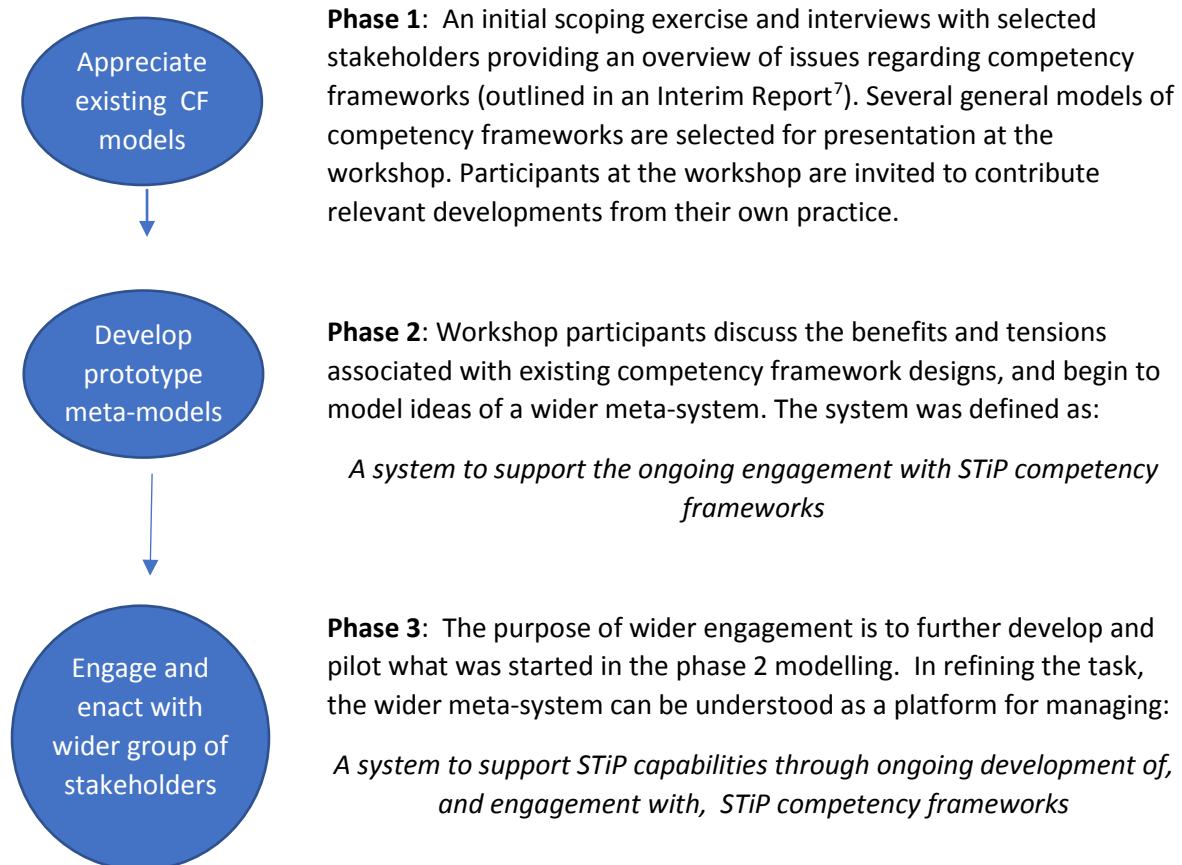 Appreciate
existing CF
models
Phase 1: An initial scoping exercise and interviews with selected
stakeholders providing an overview of issues regarding competency
frameworks (outlined in an Interim Report7). Several general models of
competency frameworks are selected for presentation at the
workshop. Participants at the workshop are invited to contribute
relevant developments from their own practice.
Develop
prototype
meta-models
Phase 2: Workshop participants discuss the benefits and tensions
associated with existing competency framework designs, and begin to
model ideas of a wider meta-system. The system was defined as:
A system to support the ongoing engagement with STiP competency
frameworks
Engage and
enact with
wider group of
stakeholders
Phase 3: The purpose of wider engagement is to further develop and
pilot what was started in the phase 2 modelling. In refining the task,
the wider meta-system can be understood as a platform for managing:
A system to support STiP capabilities through ongoing development of,
and engagement with, STiP competency frameworks